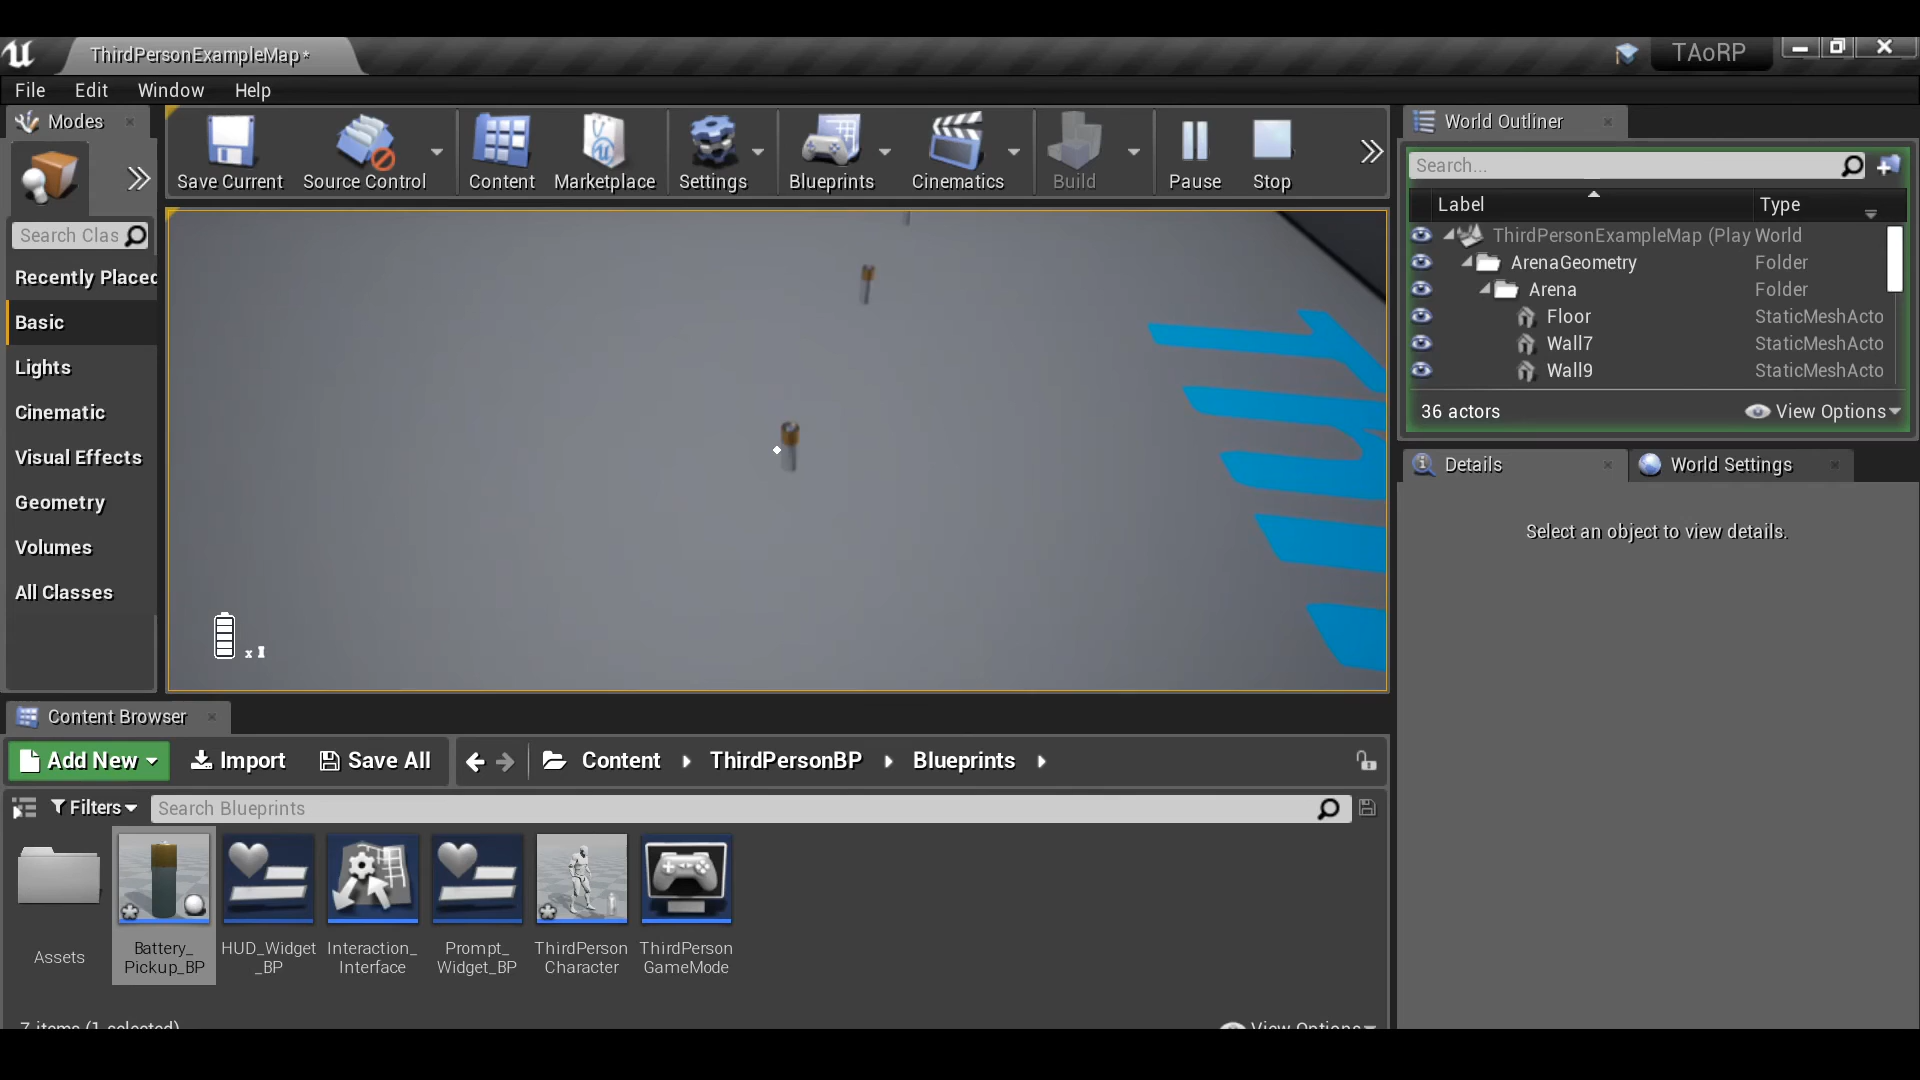 ThirdPersonExampleMap*
TAoRP
File Edit Window Help
Modes
Save Current Source Control Content Marketplace Settings Blueprints Cinematics Build Pause Stop
World Outliner
Search...
Label Type
ThirdPersonExampleMap (Play World
ArenaGeometry Folder
Arena Folder
Floor StaticMeshActo
Wall7 StaticMeshActo
Wall9 StaticMeshActo
36 actors View Options
Search Clas
Recently Placed
Basic
Lights
Cinematic
Visual Effects
Geometry
Volumes
All Classes
x 1
Details World Settings
Select an object to view details.
Content Browser
Add New Import Save All Content ThirdPersonBP Blueprints
Filters Search Blueprints
Assets
Battery_
Pickup_BP
HUD_Widget
_BP
Interaction_
Interface
Prompt_
Widget_BP
ThirdPerson
Character
ThirdPerson
GameMode
7 items (1 selected) View Options